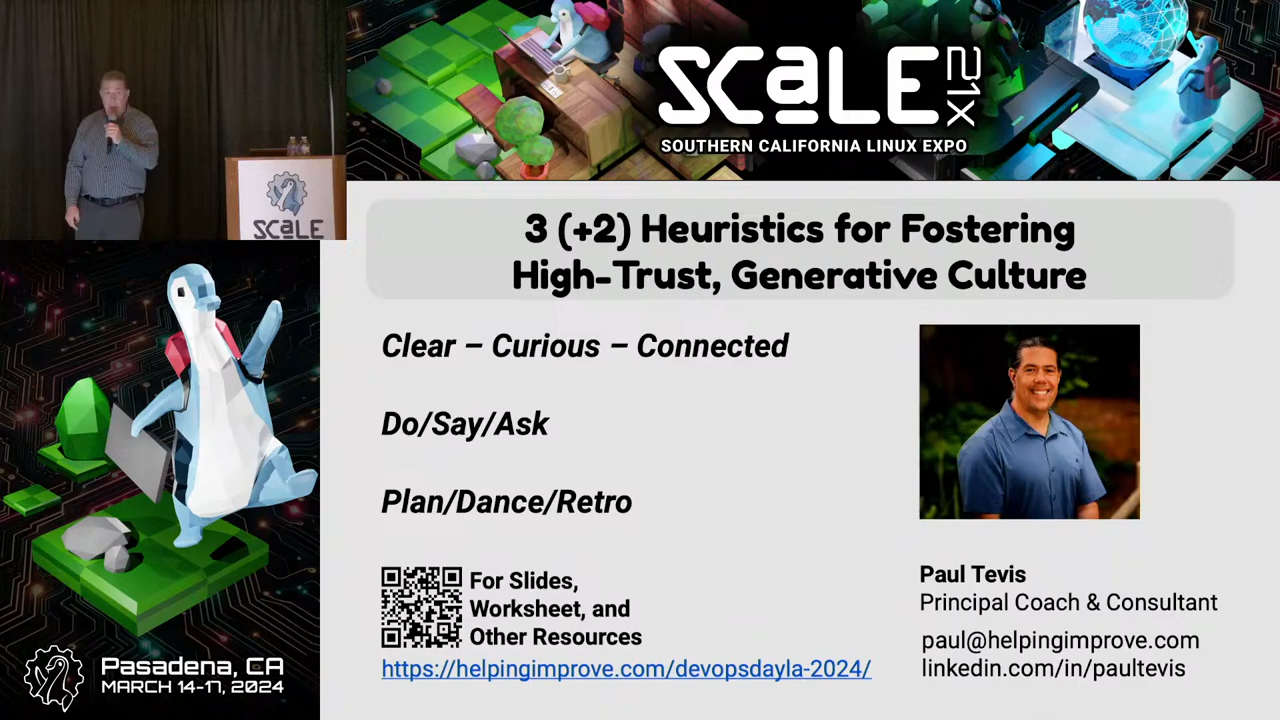 SCALE 21X
SOUTHERN CALIFORNIA LINUX EXPO
SCALE
3 (+2) Heuristics for Fostering
High-Trust, Generative Culture
Clear – Curious – Connected
Do/Say/Ask
Plan/Dance/Retro
For Slides,
Worksheet, and
Other Resources
https://helpingimprove.com/devopsdayla-2024/
Paul Tevis
Principal Coach & Consultant
paul@helpingimprove.com
linkedin.com/in/paultevis
Pasadena, CA
MARCH 14-17, 2024